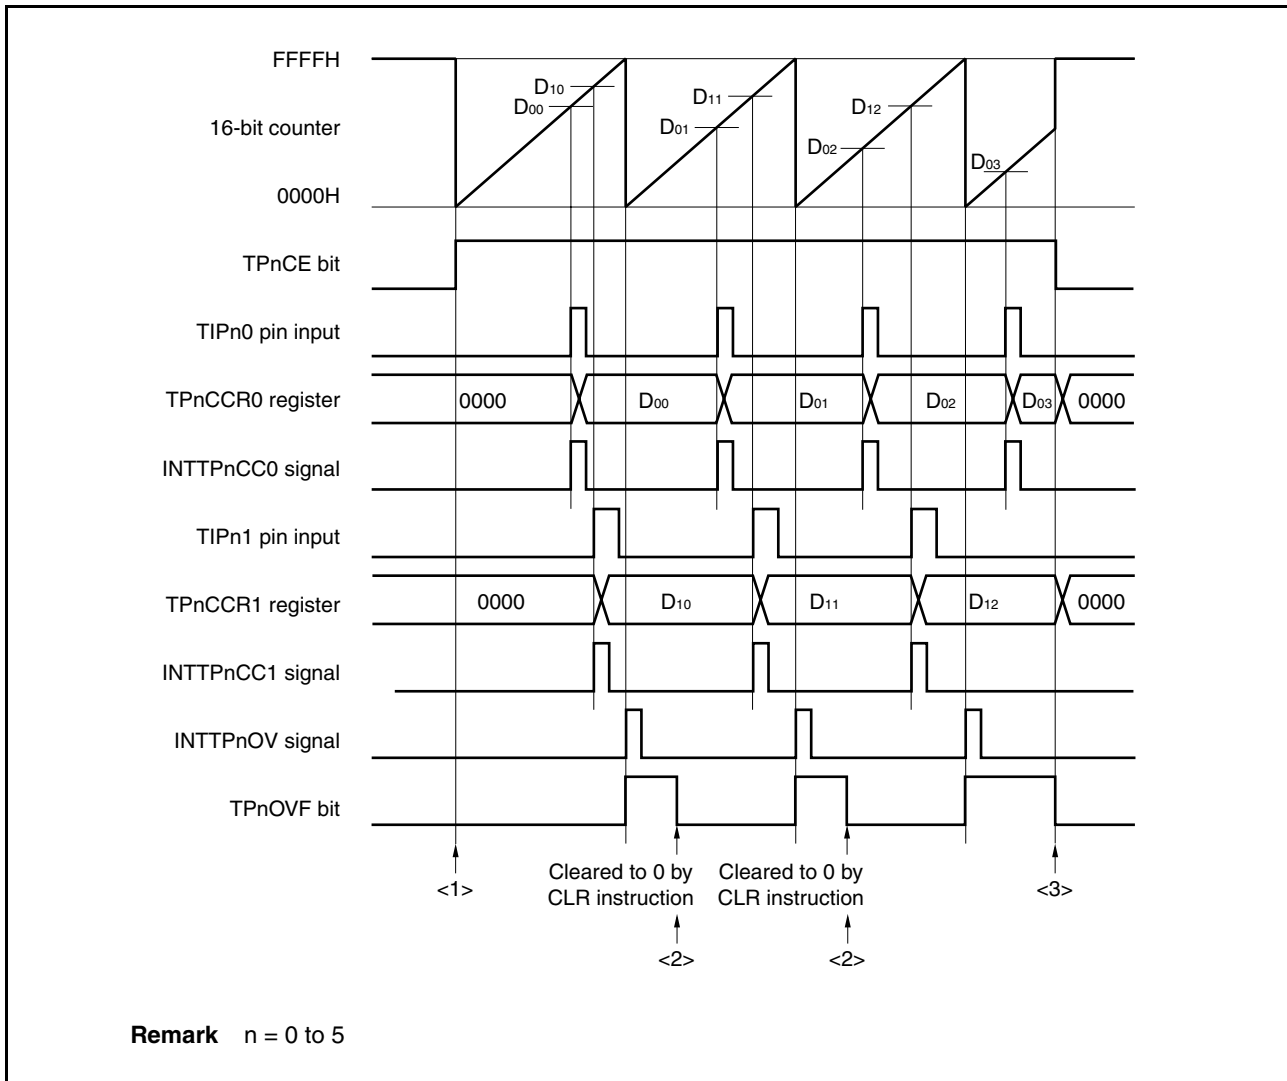 FFFFH
D10
D00
D11
D01
D12
D02
D03
16-bit counter
0000H
TPnCE bit
TIPn0 pin input
TPnCCR0 register
0000 D00 D01 D02 D03 0000
INTTPnCC0 signal
TIPn1 pin input
TPnCCR1 register
0000 D10 D11 D12 0000
INTTPnCC1 signal
INTTPnOV signal
TPnOVF bit
<1>
Cleared to 0 by
CLR instruction
<2>
Cleared to 0 by
CLR instruction
<2>
<3>
Remark n = 0 to 5